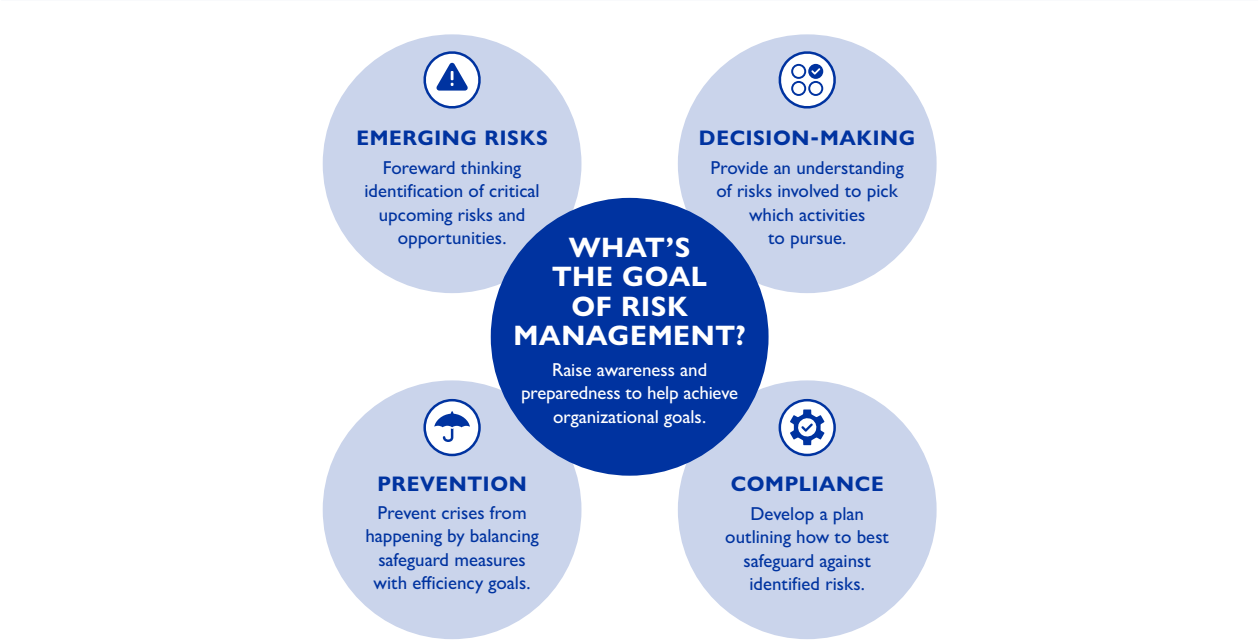 EMERGING RISKS
Foreward thinking
identification of critical
upcoming risks and
opportunities.
DECISION-MAKING
Provide an understanding
of risks involved to pick
which activities
to pursue.
WHAT’S
THE GOAL
OF RISK
MANAGEMENT?
Raise awareness and
preparedness to help achieve
organizational goals.
PREVENTION
Prevent crises from
happening by balancing
safeguard measures
with efficiency goals.
COMPLIANCE
Develop a plan
outlining how to best
safeguard against
identified risks.